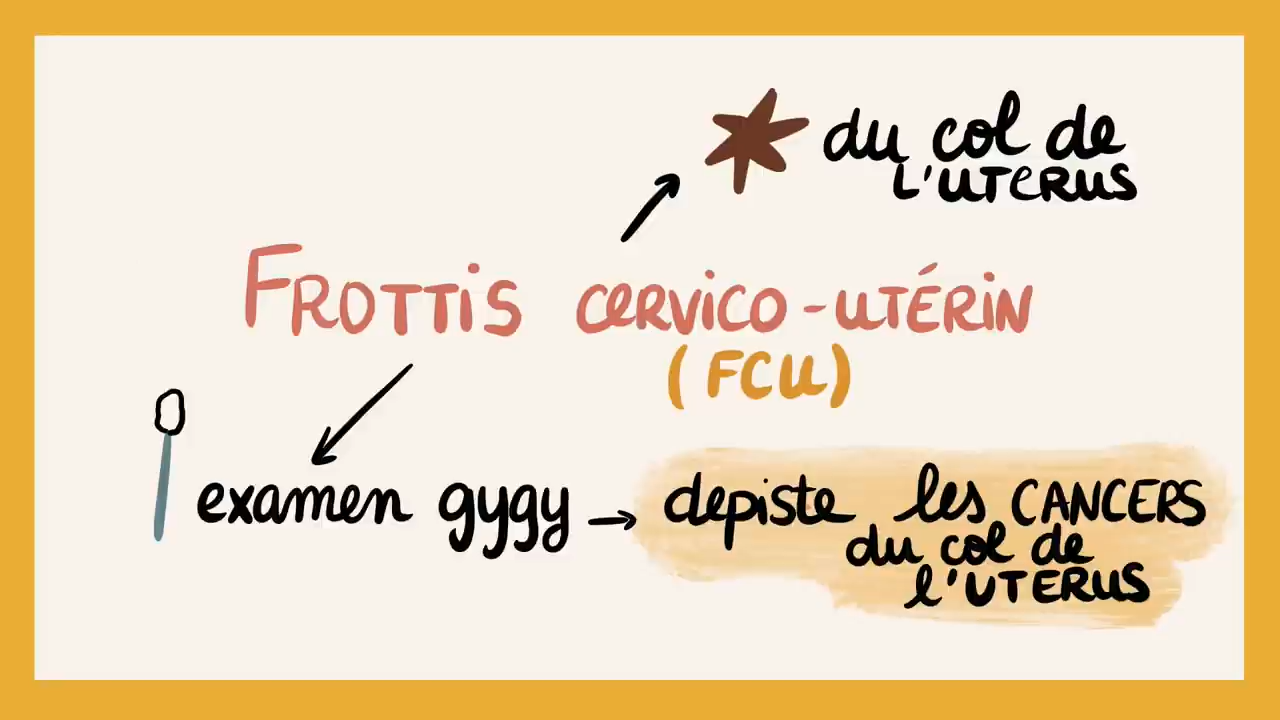 du col de
L'UTERUS
FROTTIS CERVICO-UTÉRIN
(FCU)
examen gygy → depiste les CANCERS
du col de
l'UTERUS